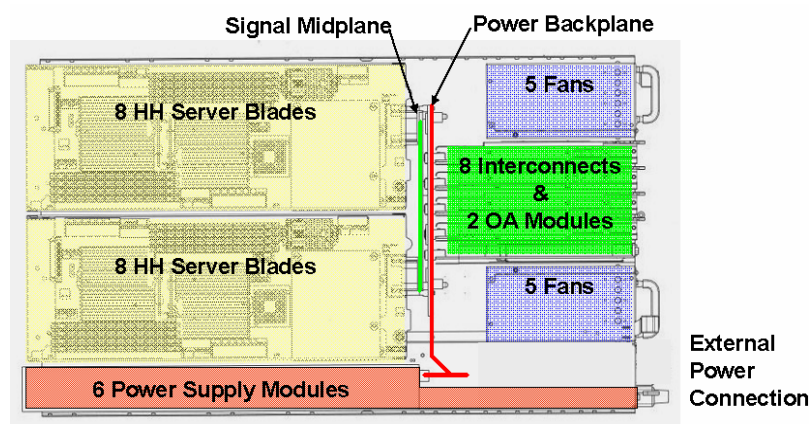 Signal Midplane
Power Backplane
8 HH Server Blades
5 Fans
8 Interconnects
&
2 OA Modules
8 HH Server Blades
5 Fans
External
Power
Connection
6 Power Supply Modules